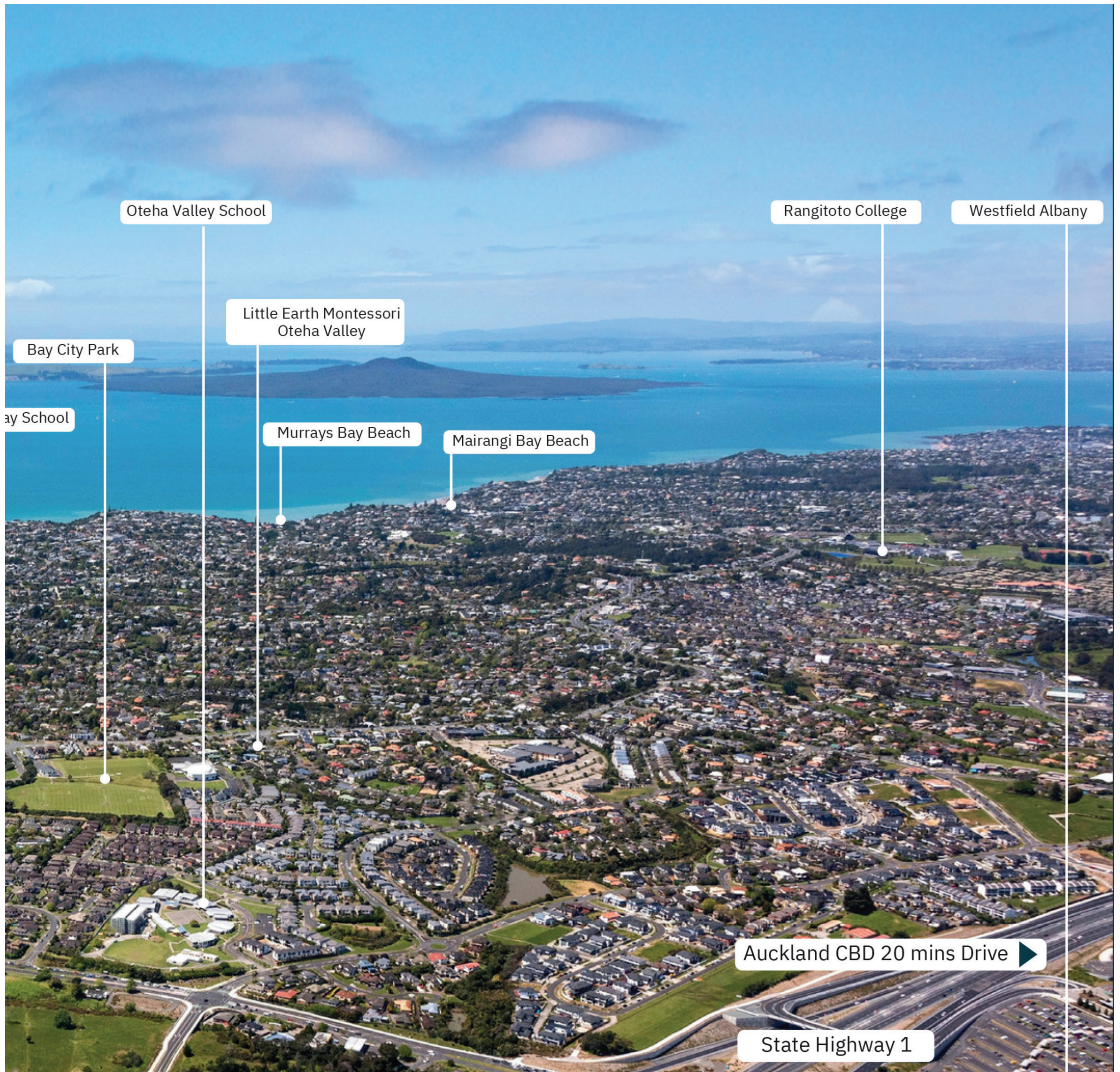 Oteha Valley School
Rangitoto College
Westfield Albany
Little Earth Montessori
Oteha Valley
Bay City Park
ay School
Murrays Bay Beach
Mairangi Bay Beach
Auckland CBD 20 mins Drive
State Highway 1